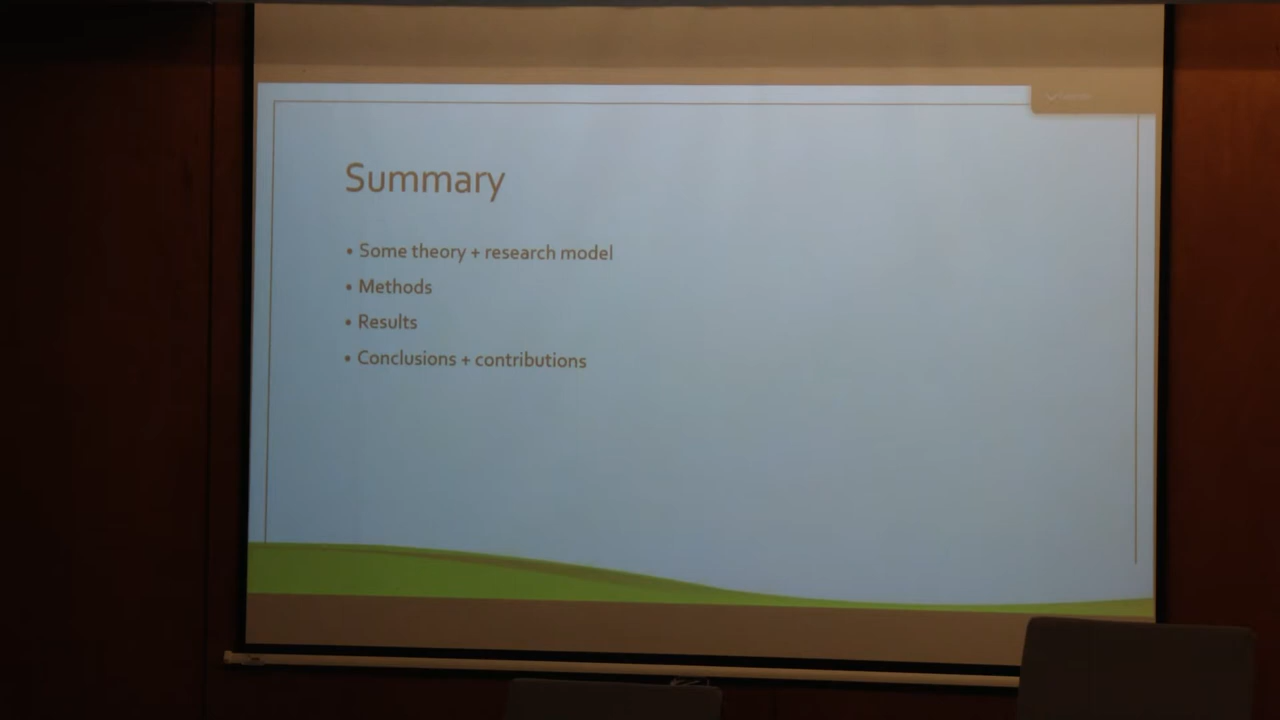 Summary
• Some theory + research model
• Methods
• Results
• Conclusions + contributions